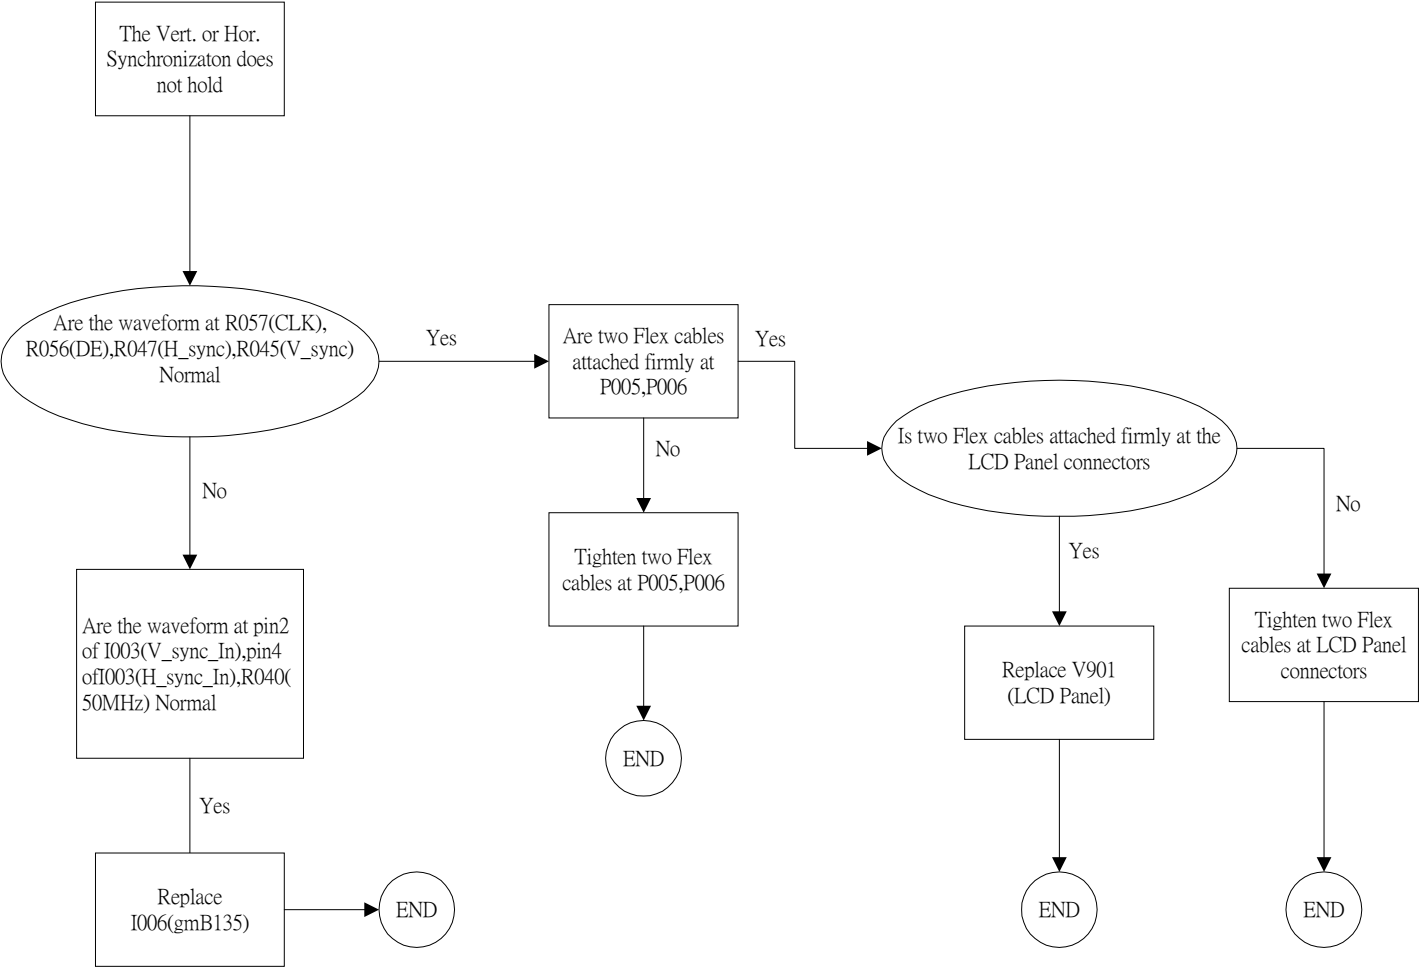 The Vert. or Hor.
Synchronizaton does
not hold
Are the waveform at R057(CLK),
R056(DE),R047(H_sync),R045(V_sync)
Normal
Yes
Are two Flex cables
attached firmly at
P005,P006
Yes
Is two Flex cables attached firmly at the
LCD Panel connectors
No
No
No
Yes
Tighten two Flex
cables at P005,P006
Are the waveform at pin2
of I003(V_sync_In),pin4
ofI003(H_sync_In),R040(
50MHz) Normal
Replace V901
(LCD Panel)
Tighten two Flex
cables at LCD Panel
connectors
END
Yes
Replace
I006(gmB135)
END
END
END